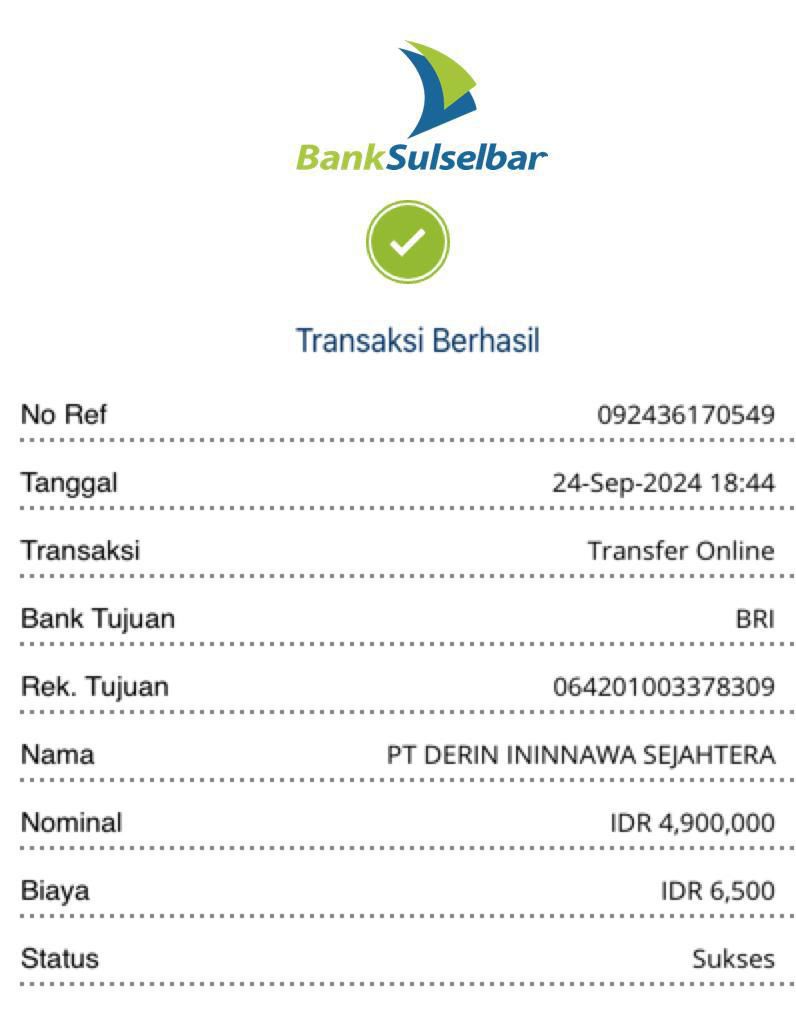 BankSulselbar
Transaksi Berhasil
No Ref 092436170549
Tanggal 24-Sep-2024 18:44
Transaksi Transfer Online
Bank Tujuan BRI
Rek. Tujuan 064201003378309
Nama PT DERIN ININNAWA SEJAHTERA
Nominal IDR 4,900,000
Biaya IDR 6,500
Status Sukses